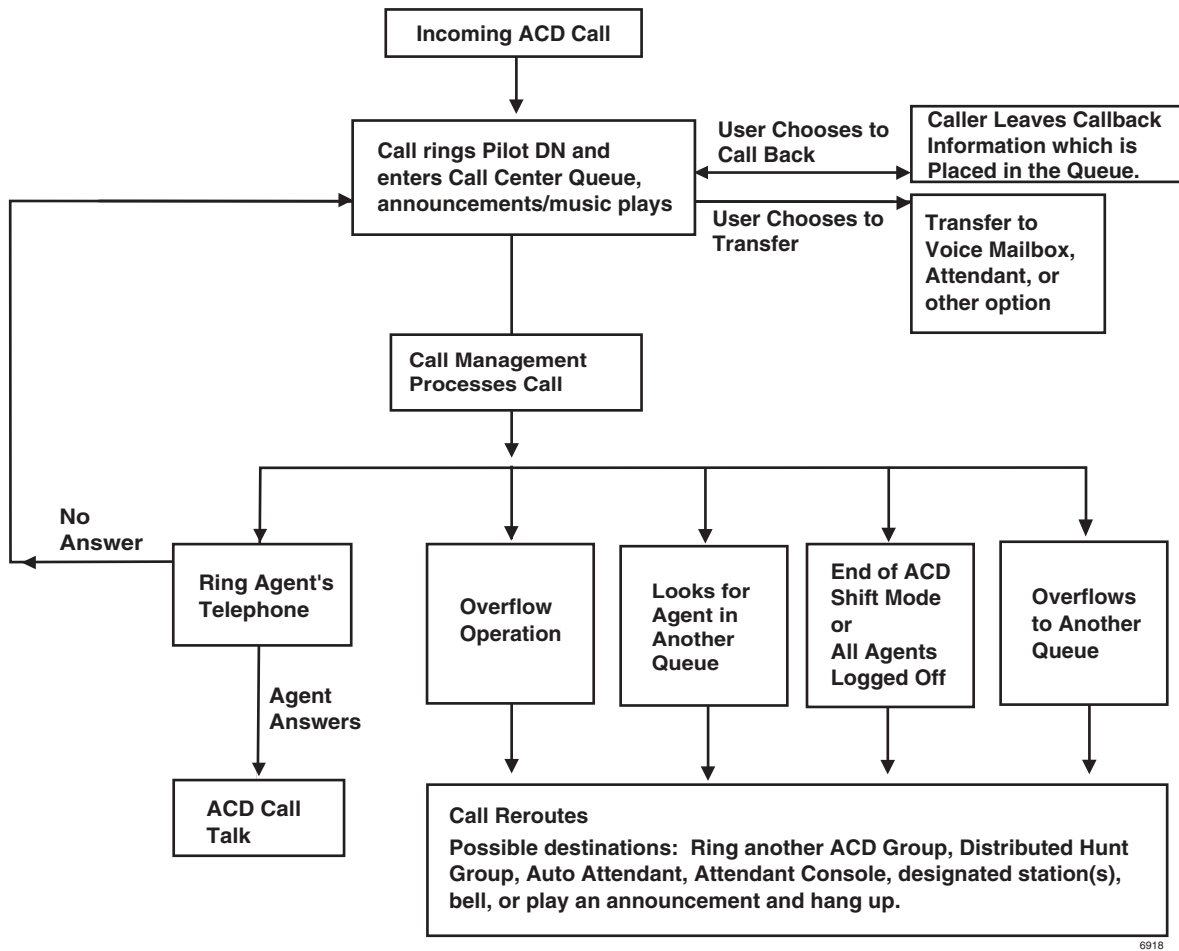 Incoming ACD Call
Call rings Pilot DN and
enters Call Center Queue,
announcements/music plays
User Chooses to
Call Back
Caller Leaves Callback
Information which is
Placed in the Queue.
User Chooses to
Transfer
Transfer to
Voice Mailbox,
Attendant, or
other option
Call Management
Processes Call
No
Answer
Ring Agent's
Telephone
Overflow
Operation
Looks for
Agent in
Another
Queue
End of ACD
Shift Mode
or
All Agents
Logged Off
Overflows
to Another
Queue
Agent
Answers
ACD Call
Talk
Call Reroutes
Possible destinations: Ring another ACD Group, Distributed Hunt
Group, Auto Attendant, Attendant Console, designated station(s),
bell, or play an announcement and hang up.
6918